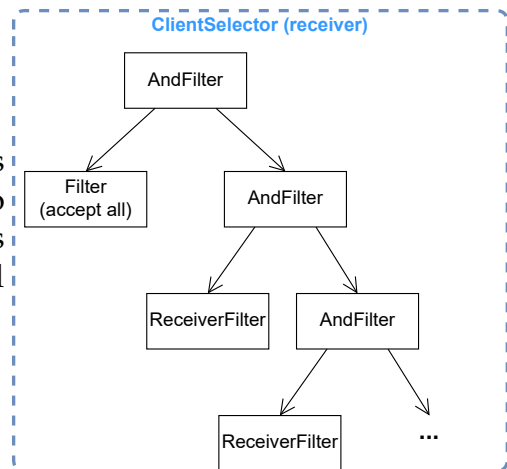 ClientSelector (receiver)
AndFilter
Filter
(accept all)
AndFilter
ReceiverFilter
AndFilter
ReceiverFilter
...